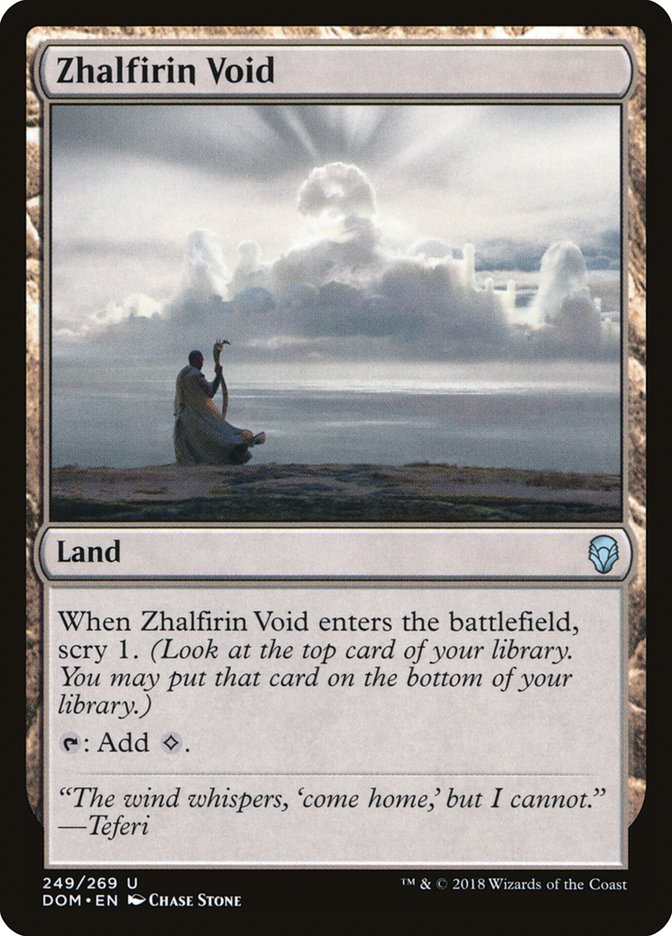 Zhalfirin Void
Land
When Zhalfirin Void enters the battlefield,
scry 1. (Look at the top card of your library.
You may put that card on the bottom of your
library.)
: Add .
“The wind whispers, ‘come home,’ but I cannot.”
—Teferi
249/269 U
DOM • EN Chase Stone
™ & © 2018 Wizards of the Coast